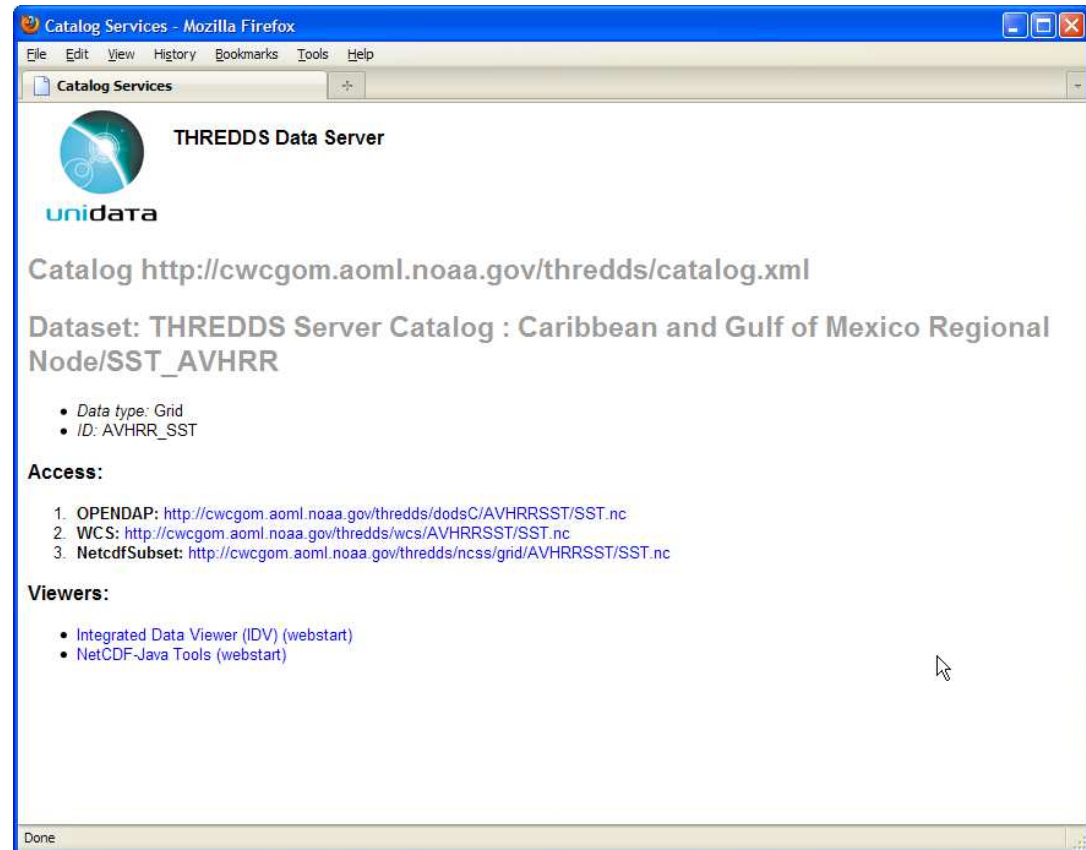 Catalog Services - Mozilla Firefox
File Edit View History Bookmarks Tools Help
Catalog Services
THREDDS Data Server
unidata
Catalog http://cwcgom.aoml.noaa.gov/thredds/catalog.xml
Dataset: THREDDS Server Catalog : Caribbean and Gulf of Mexico Regional
Node/SST_AVHRR
• Data type: Grid
• ID: AVHRR_SST
Access:
1. OPENDAP: http://cwcgom.aoml.noaa.gov/thredds/dodsC/AVHRRSST/SST.nc
2. WCS: http://cwcgom.aoml.noaa.gov/thredds/wcs/AVHRRSST/SST.nc
3. NetcdfSubset: http://cwcgom.aoml.noaa.gov/thredds/ncss/grid/AVHRRSST/SST.nc
Viewers:
• Integrated Data Viewer (IDV) (webstart)
• NetCDF-Java Tools (webstart)
Done